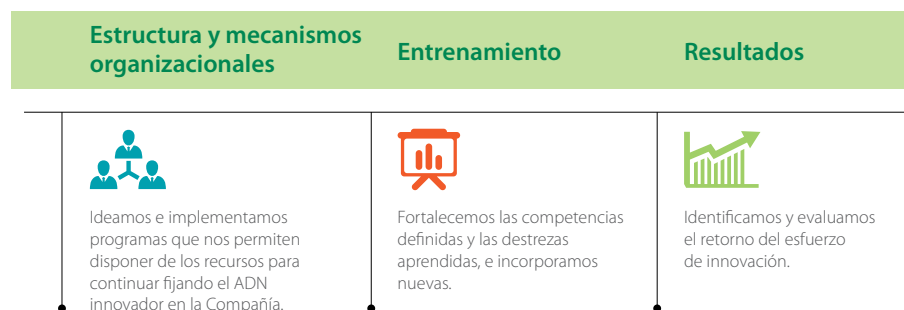 Estructura y mecanismos
organizacionales
Entrenamiento
Resultados
Ideamos e implementamos
programas que nos permiten
disponer de los recursos para
continuar fijando el ADN
innovador en la Compañía.
Fortalecemos las competencias
definidas y las destrezas
aprendidas, e incorporamos
nuevas.
Identificamos y evaluamos
el retorno del esfuerzo
de innovación.